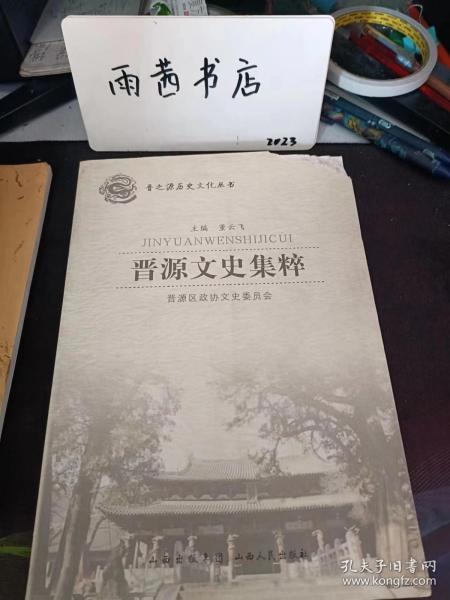 雨茜书店
2023
晋之源历史文化丛书
主编 董云飞
JINYUANWENSHIJICUI
晋源文史集粹
晋源区政协文史委员会
山西出版集团 山西人民出版社
孔夫子旧书网
www.kongfz.com